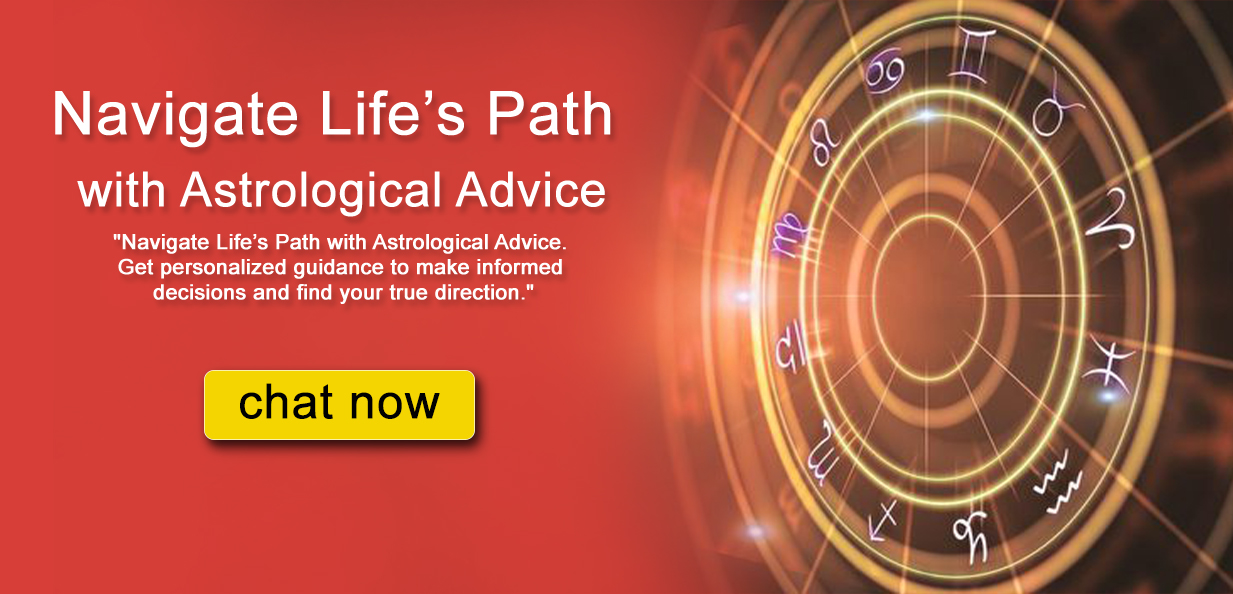 Navigate Life’s Path
with Astrological Advice
"Navigate Life’s Path with Astrological Advice.
Get personalized guidance to make informed
decisions and find your true direction."
chat now